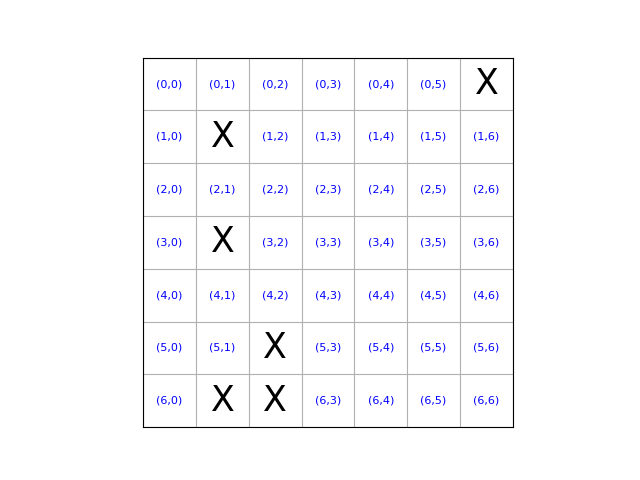 (0,0) (0,1) (0,2) (0,3) (0,4) (0,5) X
(1,0) X (1,2) (1,3) (1,4) (1,5) (1,6)
(2,0) (2,1) (2,2) (2,3) (2,4) (2,5) (2,6)
(3,0) X (3,2) (3,3) (3,4) (3,5) (3,6)
(4,0) (4,1) (4,2) (4,3) (4,4) (4,5) (4,6)
(5,0) (5,1) X (5,3) (5,4) (5,5) (5,6)
(6,0) X X (6,3) (6,4) (6,5) (6,6)